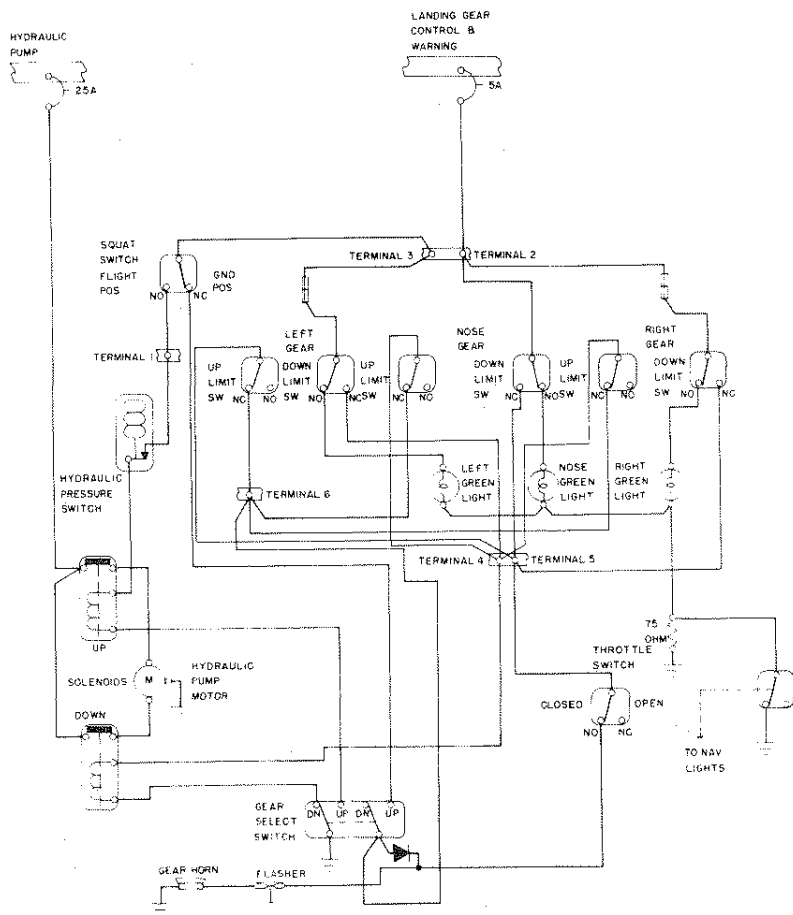 LANDING GEAR
CONTROL &
WARNING
HYDRAULIC
PUMP
25A
5A
SQUAT
SWITCH
FLIGHT
POS
GND
POS
NO
NC
TERMINAL 3
TERMINAL 2
TERMINAL 1
LEFT
GEAR
NOSE
GEAR
RIGHT
GEAR
UP
LIMIT
SW
DOWN
LIMIT
SW
UP
LIMIT
SW
DOWN
LIMIT
SW
UP
LIMIT
SW
DOWN
LIMIT
SW
NC
NO
NO
NC
NC
NO
NC
NO
NC
NO
NO
NC
HYDRAULIC
PRESSURE
SWITCH
TERMINAL 6
LEFT
GREEN
LIGHT
NOSE
GREEN
LIGHT
RIGHT
GREEN
LIGHT
TERMINAL 4
TERMINAL 5
UP
75
OHM
THROTTLE
SWITCH
SOLENOIDS
M
HYDRAULIC
PUMP
MOTOR
DOWN
CLOSED
OPEN
NO
NC
TO NAV
LIGHTS
GEAR
SELECT
SWITCH
DN
UP
DN
UP
GEAR HORN
FLASHER